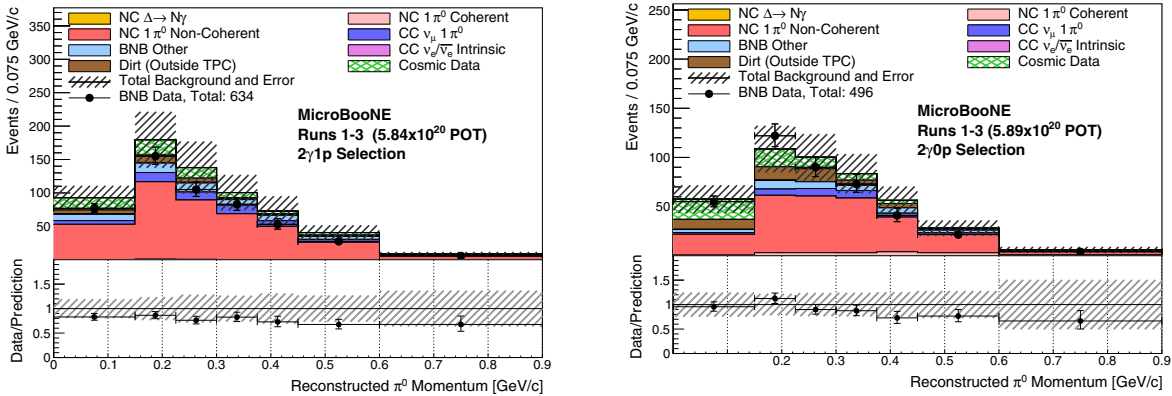 NC Δ→ Nγ
NC 1π⁰ Coherent
NC 1π⁰ Non-Coherent
CC ν_μ 1π⁰
BNB Other
CC ν_e/ν̅_e Intrinsic
Dirt (Outside TPC)
Cosmic Data
Total Background and Error
BNB Data, Total: 634
MicroBooNE
Runs 1-3 (5.84x10²⁰ POT)
2γ1p Selection
Events / 0.075 GeV/c
350
300
250
200
150
100
50
Data/Prediction
1.5
1
0.5
0
0 0.1 0.2 0.3 0.4 0.5 0.6 0.7 0.8 0.9
Reconstructed π⁰ Momentum [GeV/c]
NC Δ→ Nγ
NC 1π⁰ Coherent
NC 1π⁰ Non-Coherent
CC ν_μ 1π⁰
BNB Other
CC ν_e/ν̅_e Intrinsic
Dirt (Outside TPC)
Cosmic Data
Total Background and Error
BNB Data, Total: 496
MicroBooNE
Runs 1-3 (5.89x10²⁰ POT)
2γ0p Selection
Events / 0.075 GeV/c
250
200
150
100
50
Data/Prediction
1.5
1
0.5
0
0.2 0.3 0.4 0.5 0.6 0.7 0.8 0.9
Reconstructed π⁰ Momentum [GeV/c]